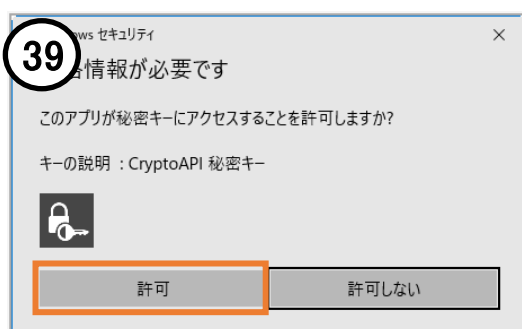 39
ws セキュリティ
情報が必要です
このアプリが秘密キーにアクセスすることを許可しますか?
キーの説明 : CryptoAPI 秘密キー
許可
許可しない